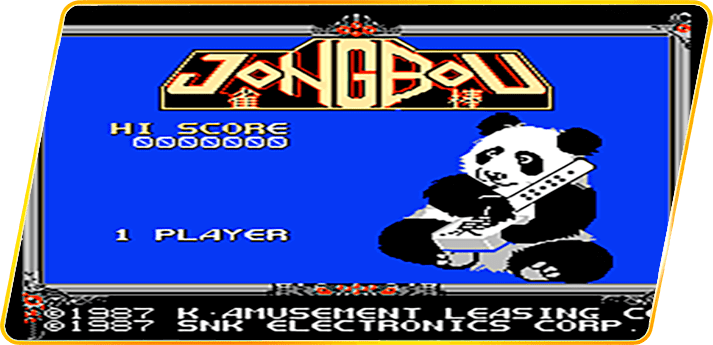 JONGBOU
雀 棒
HI SCORE
0000000
1 PLAYER
©1987 K.AMUSEMENT LEASING
©1987 SNK ELECTRONICS CORP.